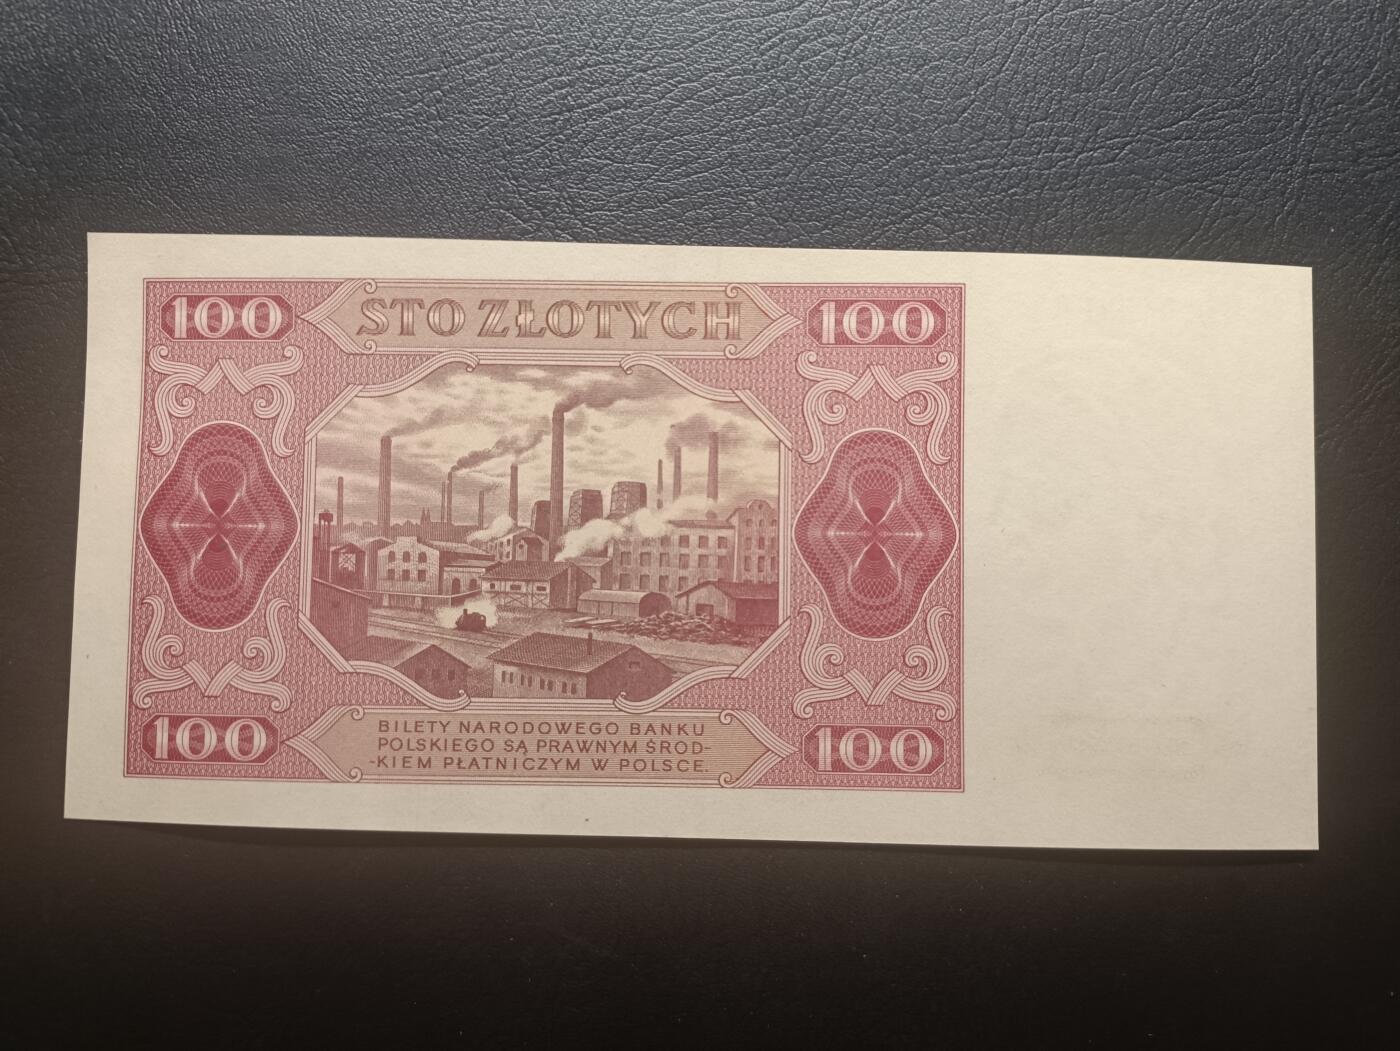 100 STO ZŁOTYCH 100
100 BILETY NARODOWEGO BANKU 100
POLSKIEGO SĄ PRAWNYM ŚROD-
-KIEM PŁATNICZYM W POLSCE.